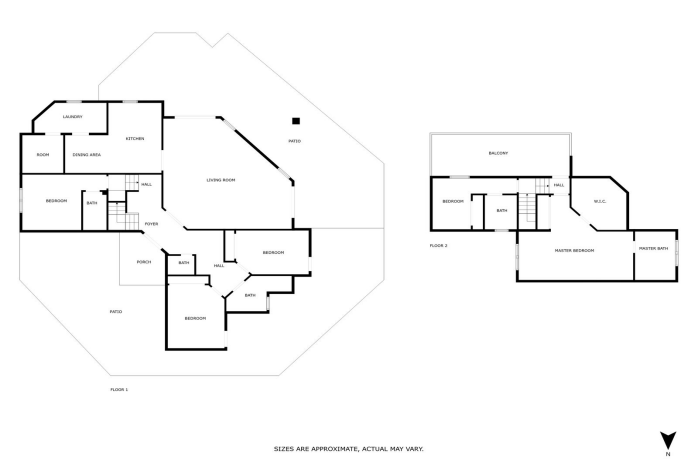 LAUNDRY
KITCHEN
PATIO
ROOM
DINING AREA
LIVING ROOM
HALL
BEDROOM
BATH
FOYER
PORCH
BATH
HALL
BEDROOM
BATH
BEDROOM
PATIO
FLOOR 1
BALCONY
HALL
BEDROOM
BATH
W.I.C.
FLOOR 2
MASTER BEDROOM
MASTER BATH
SIZES ARE APPROXIMATE, ACTUAL MAY VARY.
N